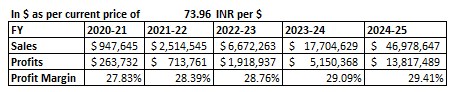 In $ as per current price of 73.96 INR per $
FY 2020-21 2021-22 2022-23 2023-24 2024-25
Sales $ 947,645 $ 2,514,545 $ 6,672,263 $ 17,704,629 $ 46,978,647
Profits $ 263,732 $ 713,761 $ 1,918,937 $ 5,150,368 $ 13,817,489
Profit Margin 27.83% 28.39% 28.76% 29.09% 29.41%